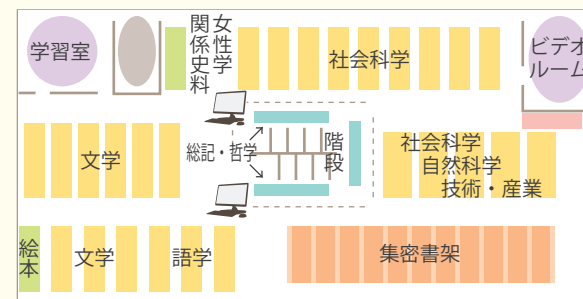 学習室
女性学
関係史料
社会科学
ビデオ
ルーム
文学
総記・哲学
階段
社会科学
自然科学
技術・産業
絵本
文学
語学
集密書架